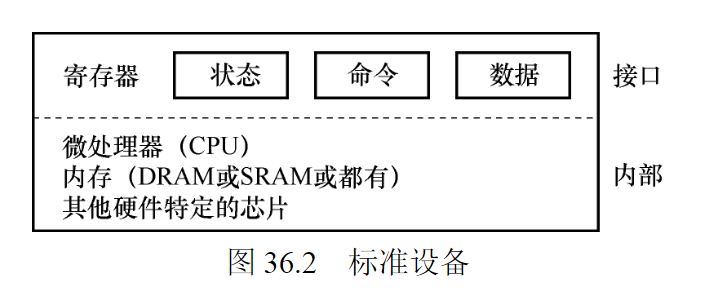 寄存器 状态 命令 数据 接口
微处理器（CPU）
内存（DRAM或SRAM或都有） 内部
其他硬件特定的芯片
图 36.2 标准设备